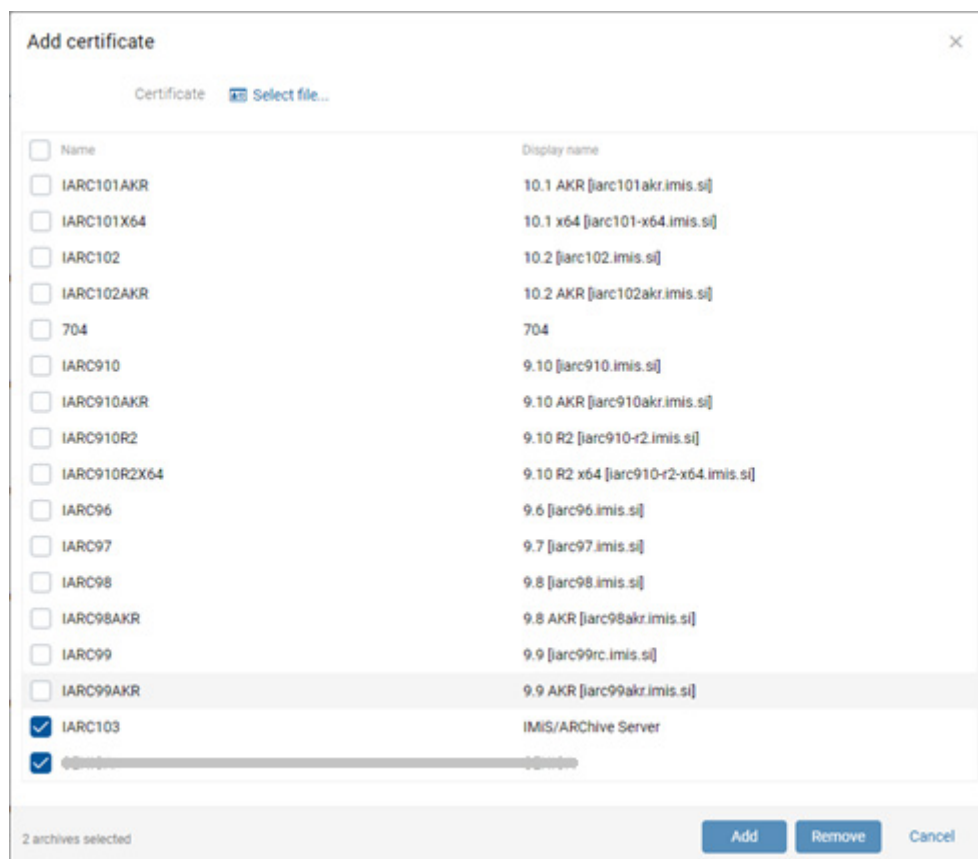 Add certificate
Certificate Select file...
Name Display name
IARC101AKR 10.1 AKR [iarc101akr.imis.si]
IARC101X64 10.1 x64 [iarc101-x64.imis.si]
IARC102 10.2 [iarc102.imis.si]
IARC102AKR 10.2 AKR [iarc102akr.imis.si]
704 704
IARC910 9.10 [iarc910.imis.si]
IARC910AKR 9.10 AKR [iarc910akr.imis.si]
IARC910R2 9.10 R2 [iarc910-r2.imis.si]
IARC910R2X64 9.10 R2 x64 [iarc910-r2-x64.imis.si]
IARC96 9.6 [iarc96.imis.si]
IARC97 9.7 [iarc97.imis.si]
IARC98 9.8 [iarc98.imis.si]
IARC98AKR 9.8 AKR [iarc98akr.imis.si]
IARC99 9.9 [iarc99rc.imis.si]
IARC99AKR 9.9 AKR [iarc99akr.imis.si]
IARC103 IMiS/ARChive Server
2 archives selected Add Remove Cancel